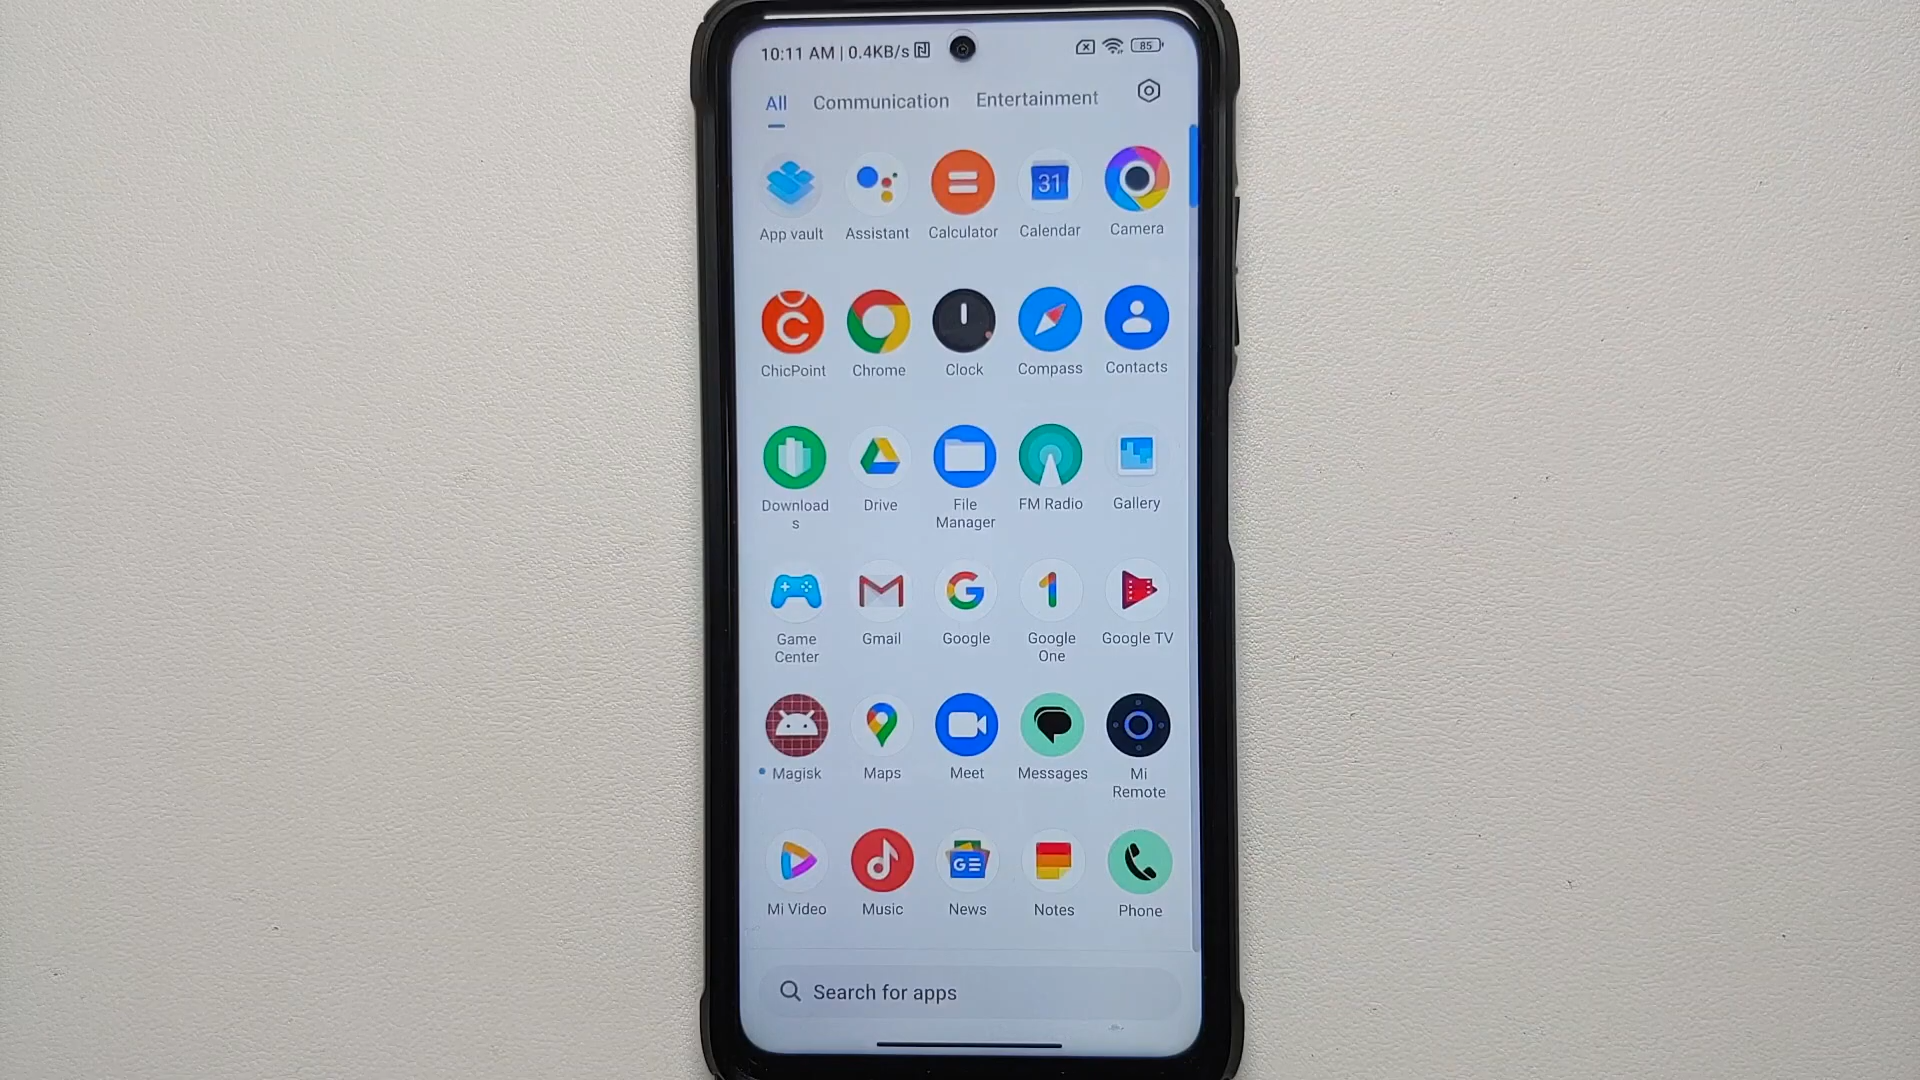 10:11 AM | 0.4KB/s
85
All Communication Entertainment
31
App vault Assistant Calculator Calendar Camera
C
ChicPoint Chrome Clock Compass Contacts
Download
s
Drive
File
Manager
FM Radio Gallery
G
1
Game
Center
Gmail Google
Google
One
Google TV
Magisk Maps Meet Messages
Mi
Remote
GE
Mi Video Music News Notes Phone
Search for apps